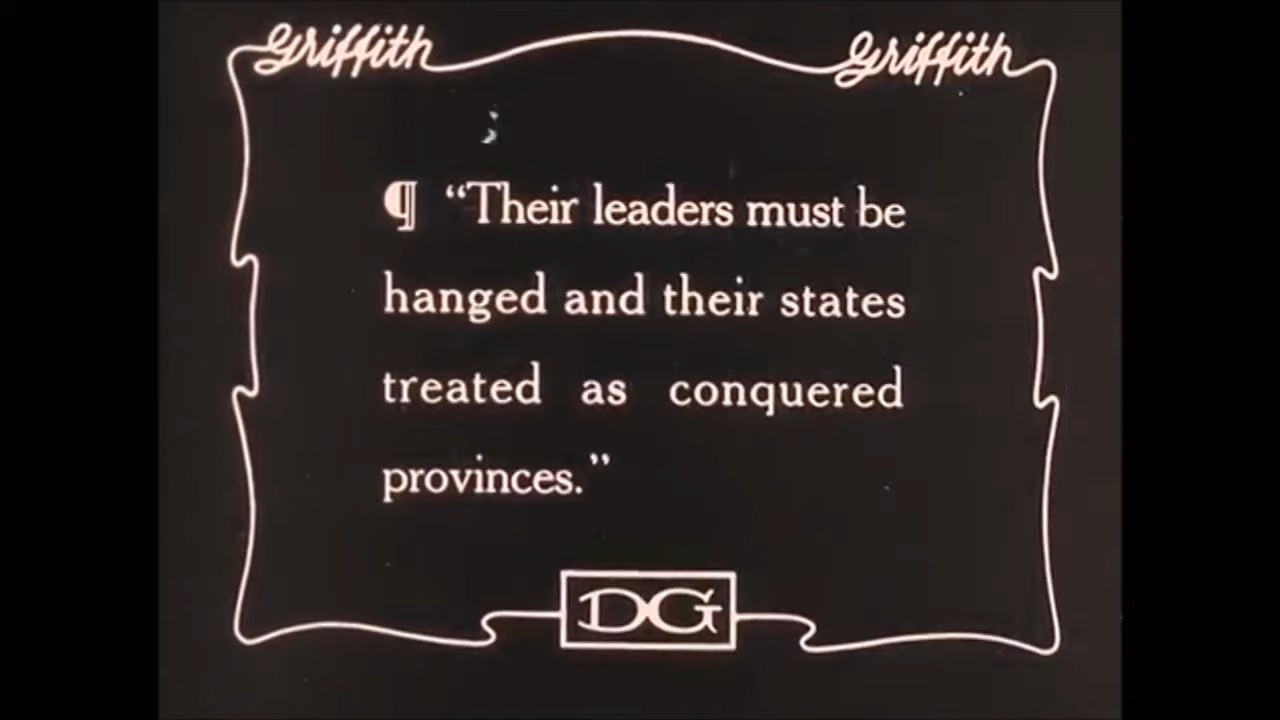 Griffith Griffith
¶ “Their leaders must be
hanged and their states
treated as conquered
provinces.”
DG